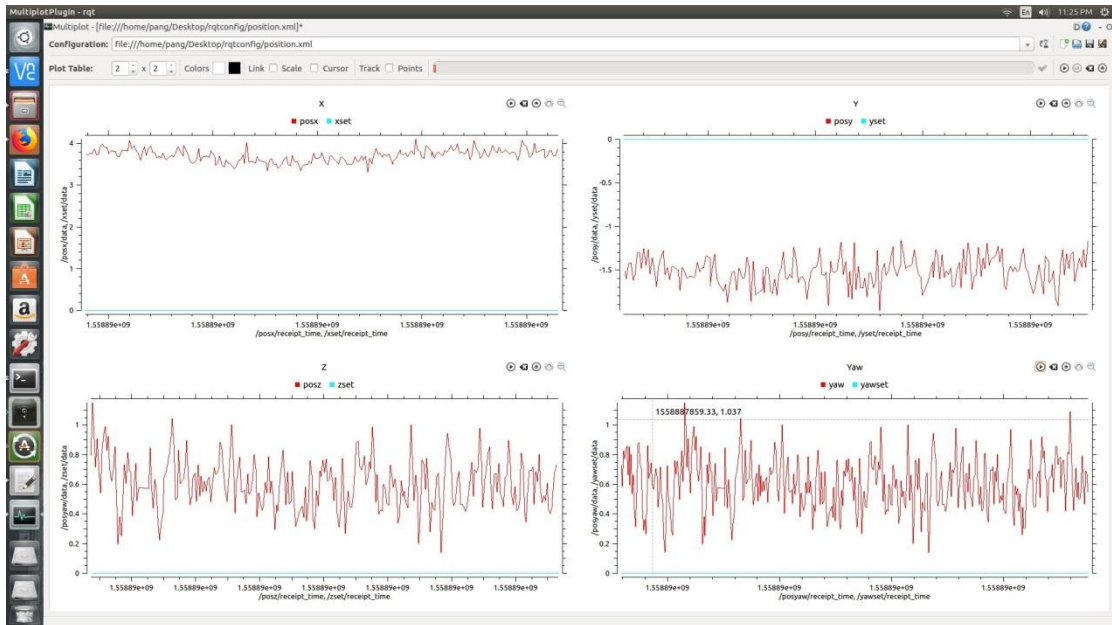 MultiplotPlugin - rqt
En
11:25 PM
Multiplot - [file:///home/pang/Desktop/rqtconfig/position.xml]*
Configuration: file:///home/pang/Desktop/rqtconfig/position.xml
Plot Table: 2 x 2 Colors Link Scale Cursor Track Points
X
posx xset
4
3
2
1
0
/posx/data, /xset/data
1.55889e+09 1.55889e+09 1.55889e+09 1.55889e+09 1.55889e+09
/posx/receipt_time, /xset/receipt_time
Y
posy yset
0
-0.5
-1
-1.5
/posy/data, /yset/data
1.55889e+09 1.55889e+09 1.55889e+09 1.55889e+09
/posy/receipt_time, /yset/receipt_time
Z
posz zset
1
0.8
0.6
0.4
0.2
0
/posyaw/data, /zset/data
1.55889e+09 1.55889e+09 1.55889e+09 1.55889e+09 1.55889e+09 1.55889e+09
/posz/receipt_time, /zset/receipt_time
Yaw
yaw yawset
1558887859.33, 1.037
1
0.8
0.6
0.4
0.2
0
/posyaw/data, /yawset/data
1.55889e+09 1.55889e+09 1.55889e+09 1.55889e+09
/posyaw/receipt_time, /yawset/receipt_time